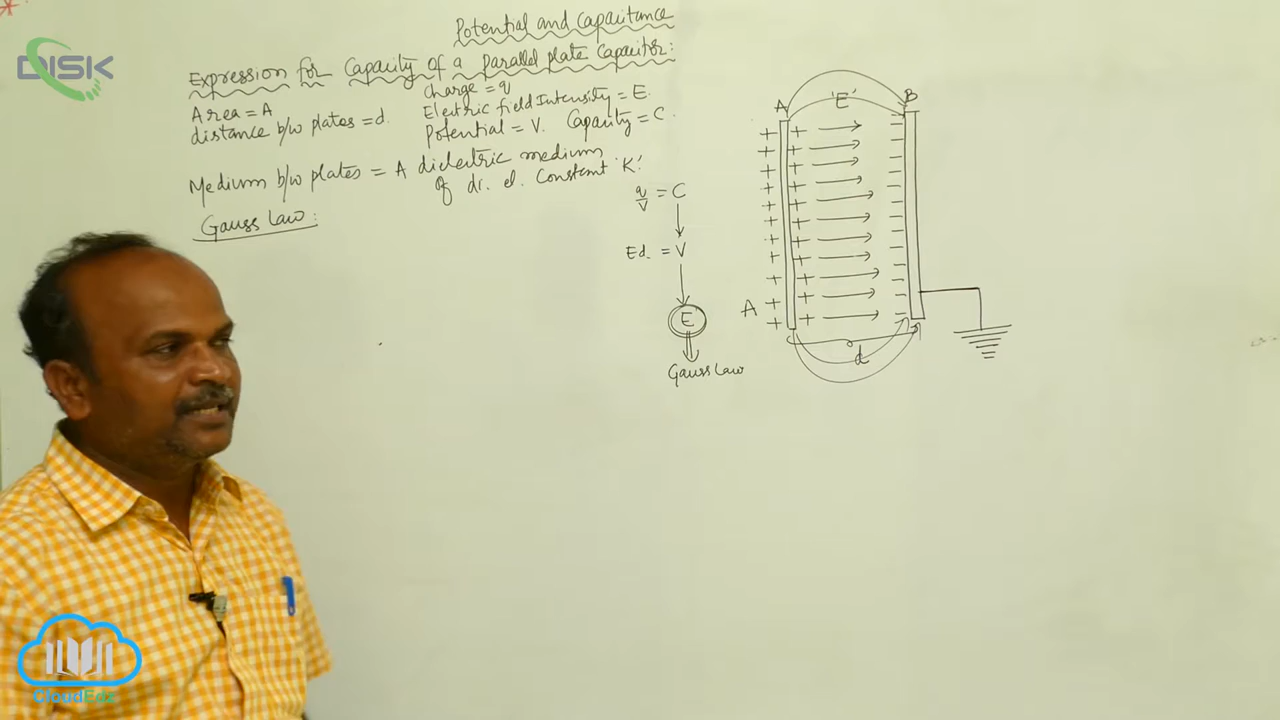 DISK
Potential and Capacitance
Expression for Capacity of a parallel plate Capacitor:
Charge = q
Area = A
Electric field Intensity = E.
distance b/w plates = d.
Potential = V. Capacity = C.
Medium b/w plates = A dielectric medium
of di. el. Constant 'K'.
Gauss Law:
q/V = C
Ed = V
E
Gauss Law
A
'E'
B
+ + + + + + + + + + +
+ + + + + + + + + + +
− − − − − − − − − − − −
A
d
CloudEdz